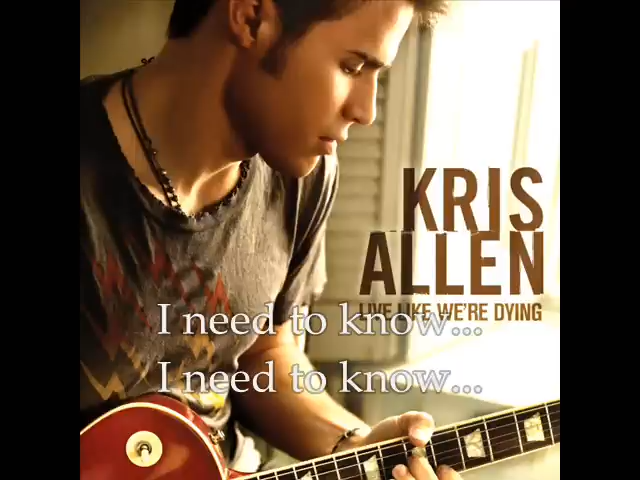 KRIS
ALLEN
LIVE LIKE WE'RE DYING
I need to know...
I need to know...